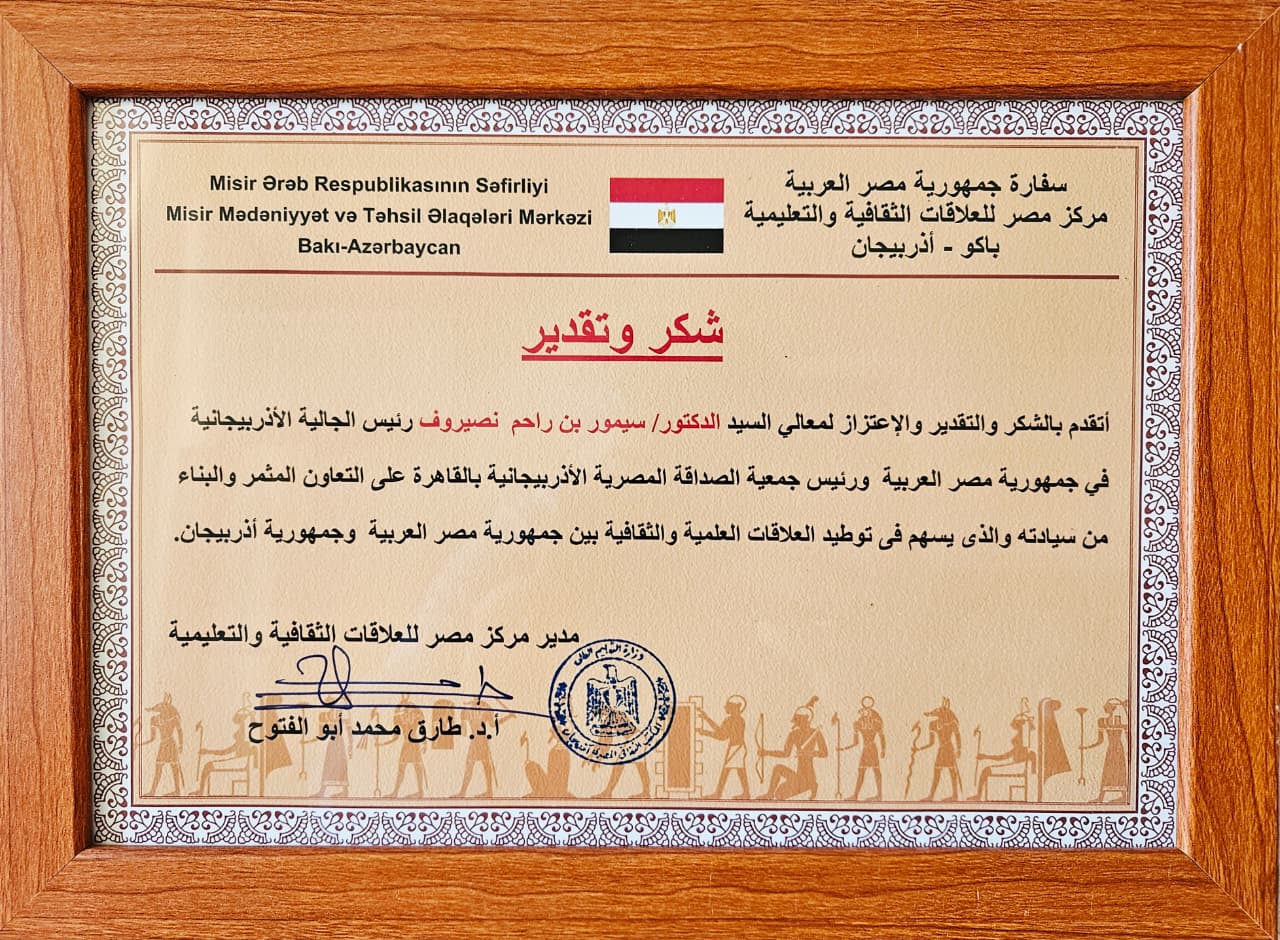 Misir Ərəb Respublikasının Səfirliyi
Misir Mədəniyyət və Təhsil Əlaqələri Mərkəzi
Bakı-Azərbaycan
سفارة جمهورية مصر العربية
مركز مصر للعلاقات الثقافية والتعليمية
باكو - أذربيجان
شكر وتقدير
أتقدم بالشكر والتقدير والإعتزاز لمعالي السيد الدكتور/ سيمور بن راحم نصيروف رئيس الجالية الأذربيجانية
في جمهورية مصر العربية ورئيس جمعية الصداقة المصرية الأذربيجانية بالقاهرة على التعاون المثمر والبناء
من سيادته والذى يسهم فى توطيد العلاقات العلمية والثقافية بين جمهورية مصر العربية وجمهورية أذربيجان.
مدير مركز مصر للعلاقات الثقافية والتعليمية
أ.د. طارق محمد أبو الفتوح
وزارة التعليم العالى